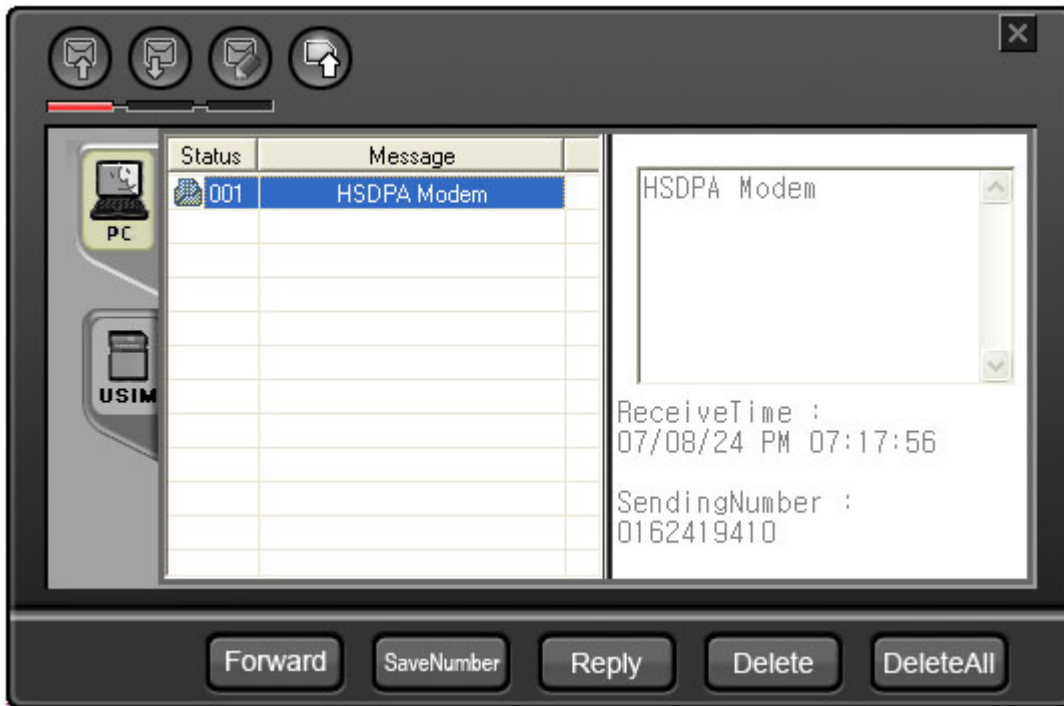 PC
USIM
Status Message
001 HSDPA Modem
HSDPA Modem
ReceiveTime :
07/08/24 PM 07:17:56
SendingNumber :
0162419410
Forward SaveNumber Reply Delete DeleteAll